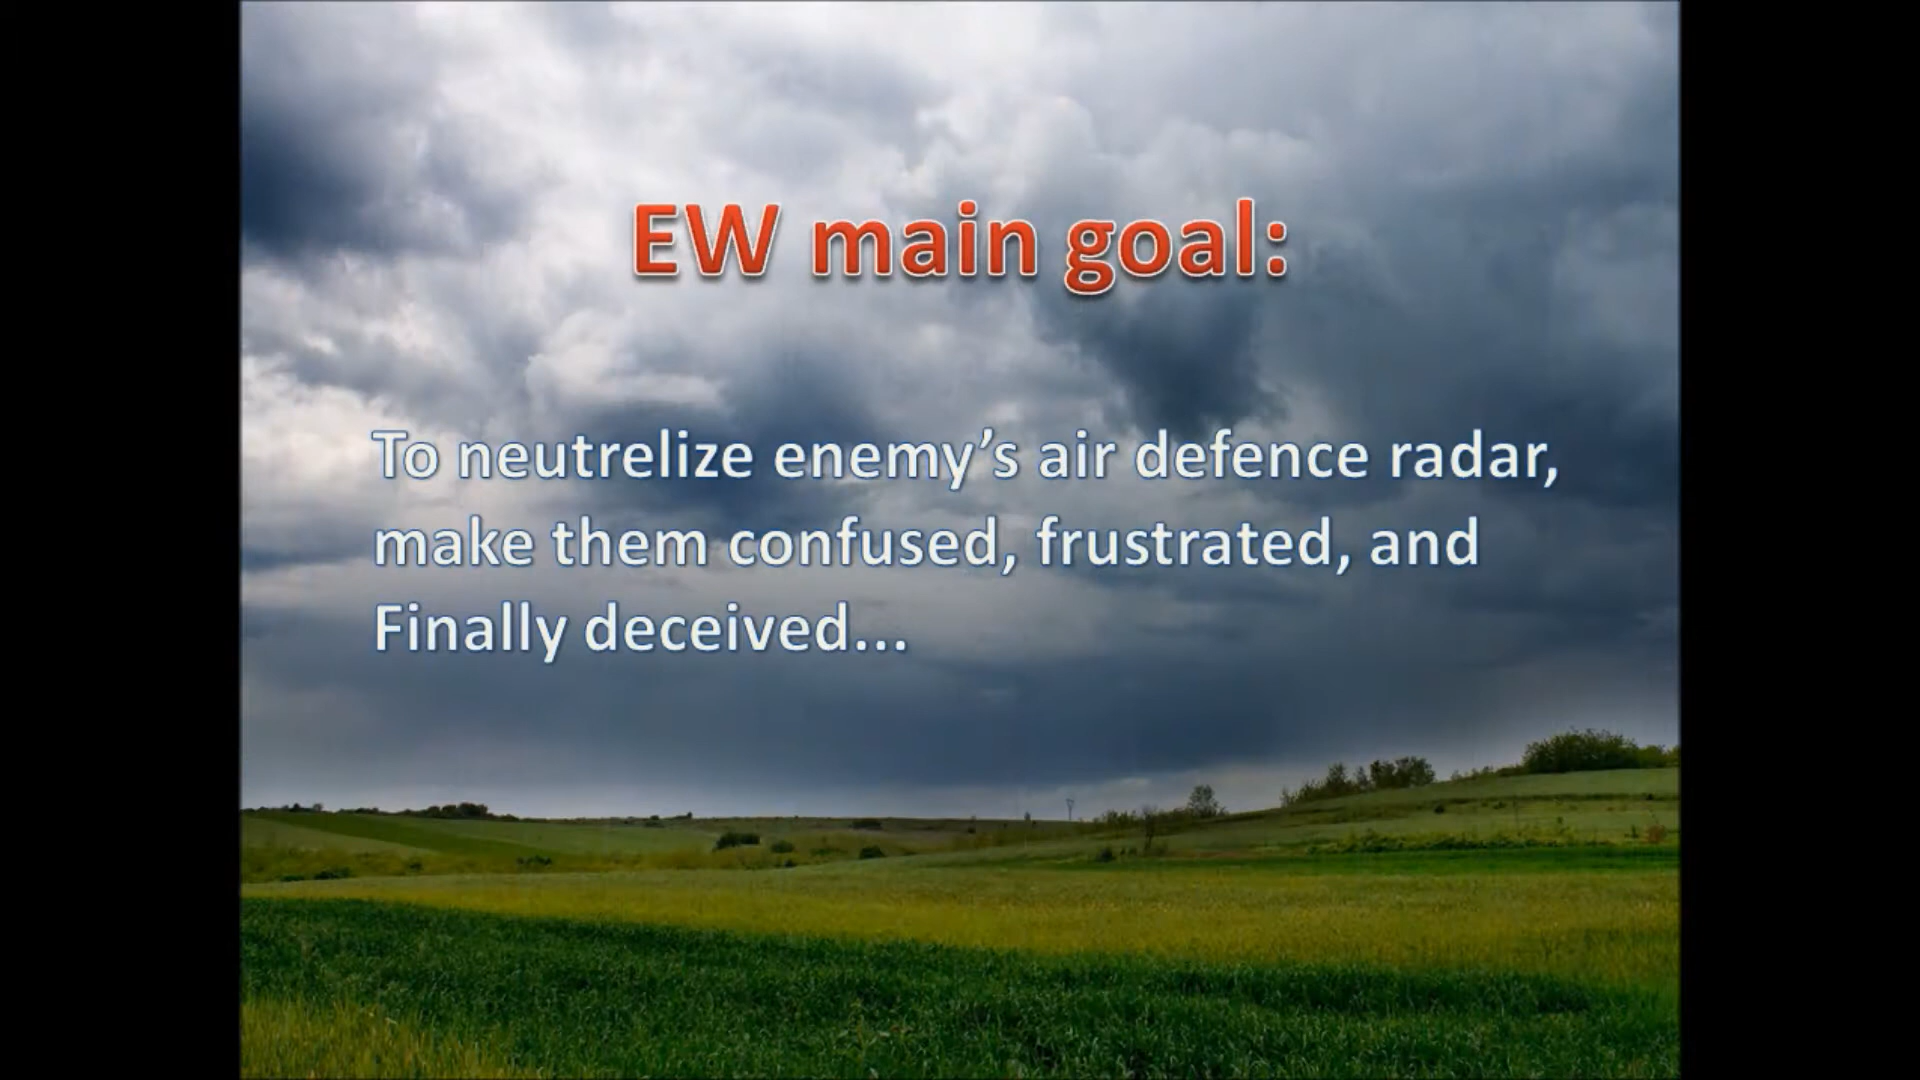 EW main goal:
To neutrelize enemy’s air defence radar,
make them confused, frustrated, and
Finally deceived...